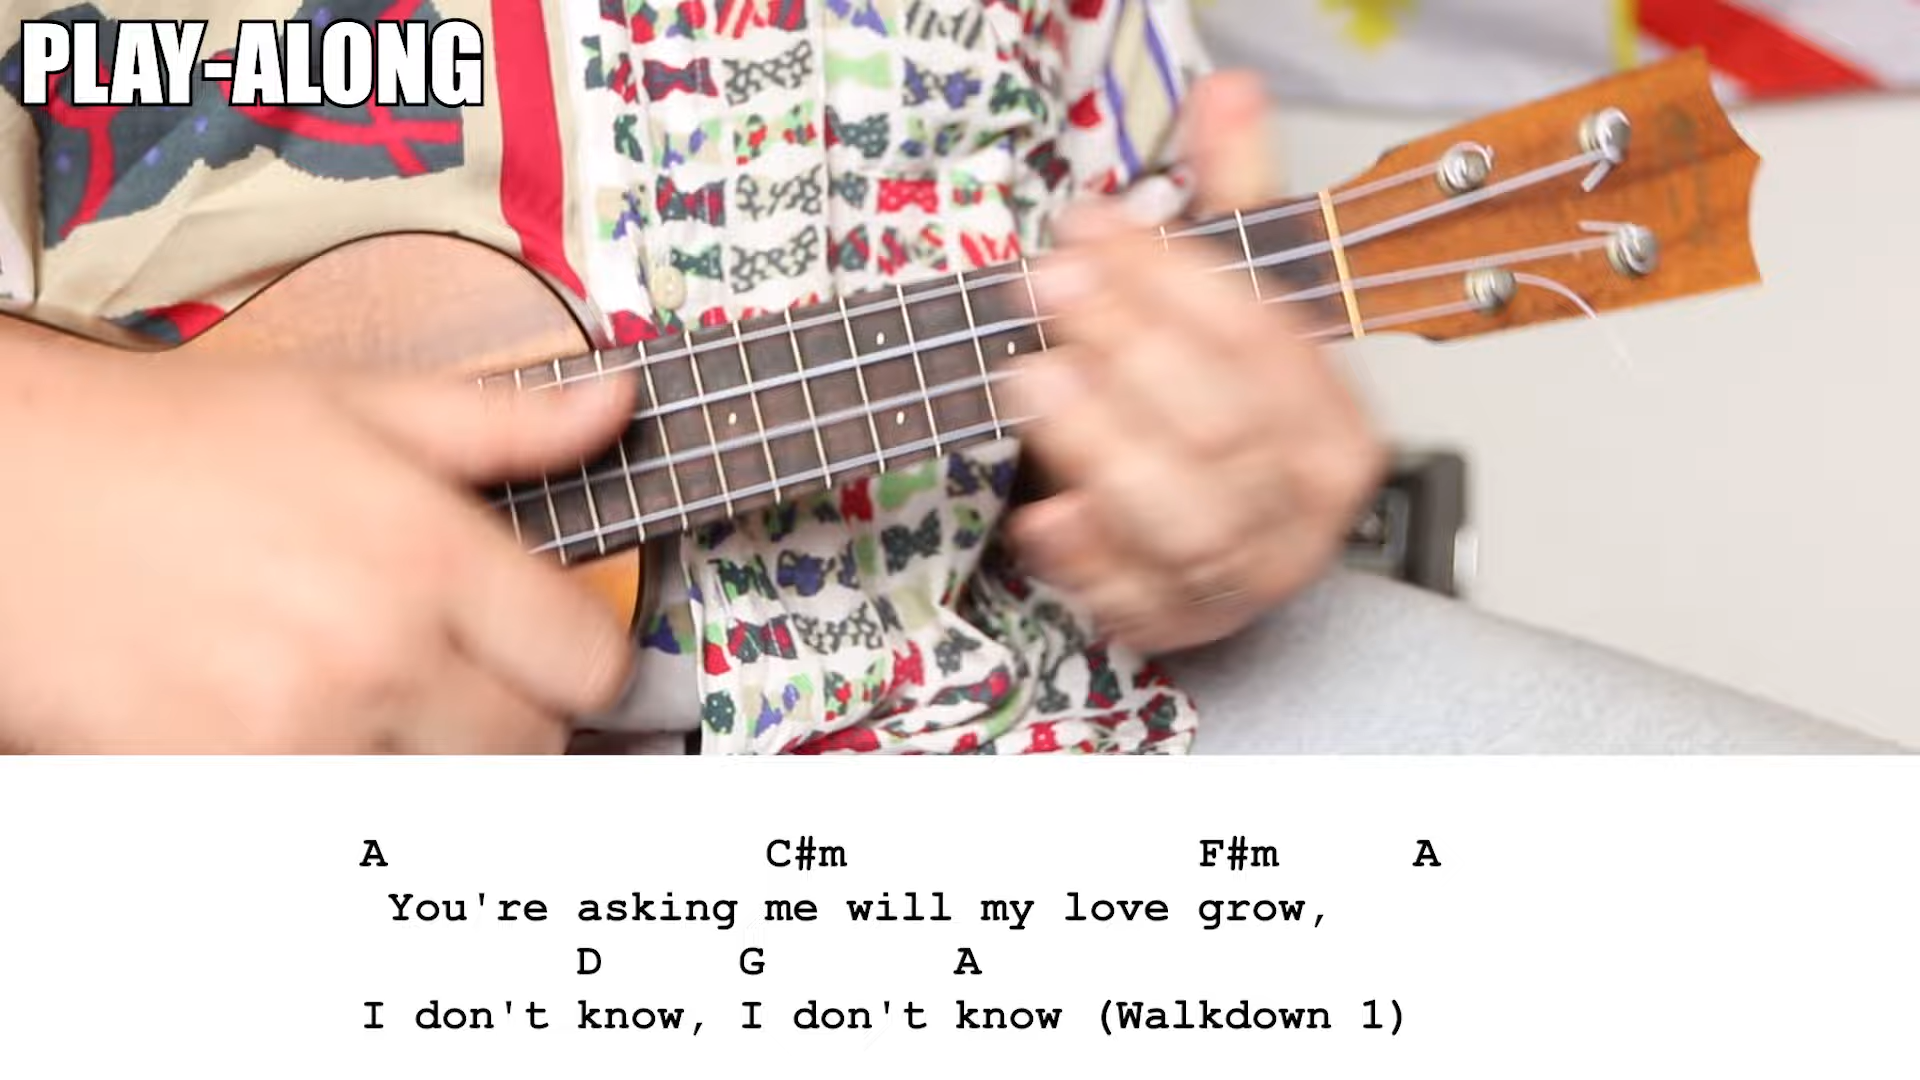 PLAY-ALONG
A C#m F#m A
You're asking me will my love grow,
D G A
I don't know, I don't know (Walkdown 1)